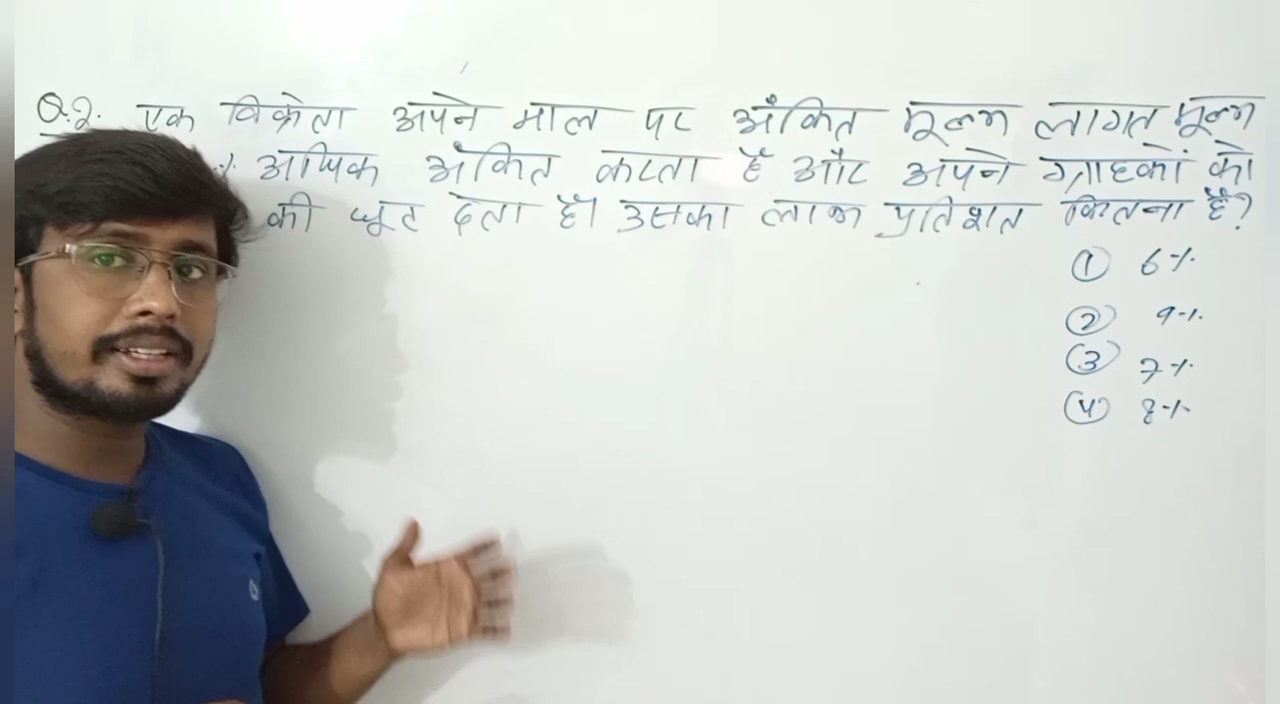 Q.2. एक विक्रेता अपने माल पर अंकित मूल्य लागत मूल्य
% अधिक अंकित करता है और अपने ग्राहकों को
की छूट देता है। उसका लाभ प्रतिशत कितना है?
① 6%
② 9%
③ 7%
④ 8%